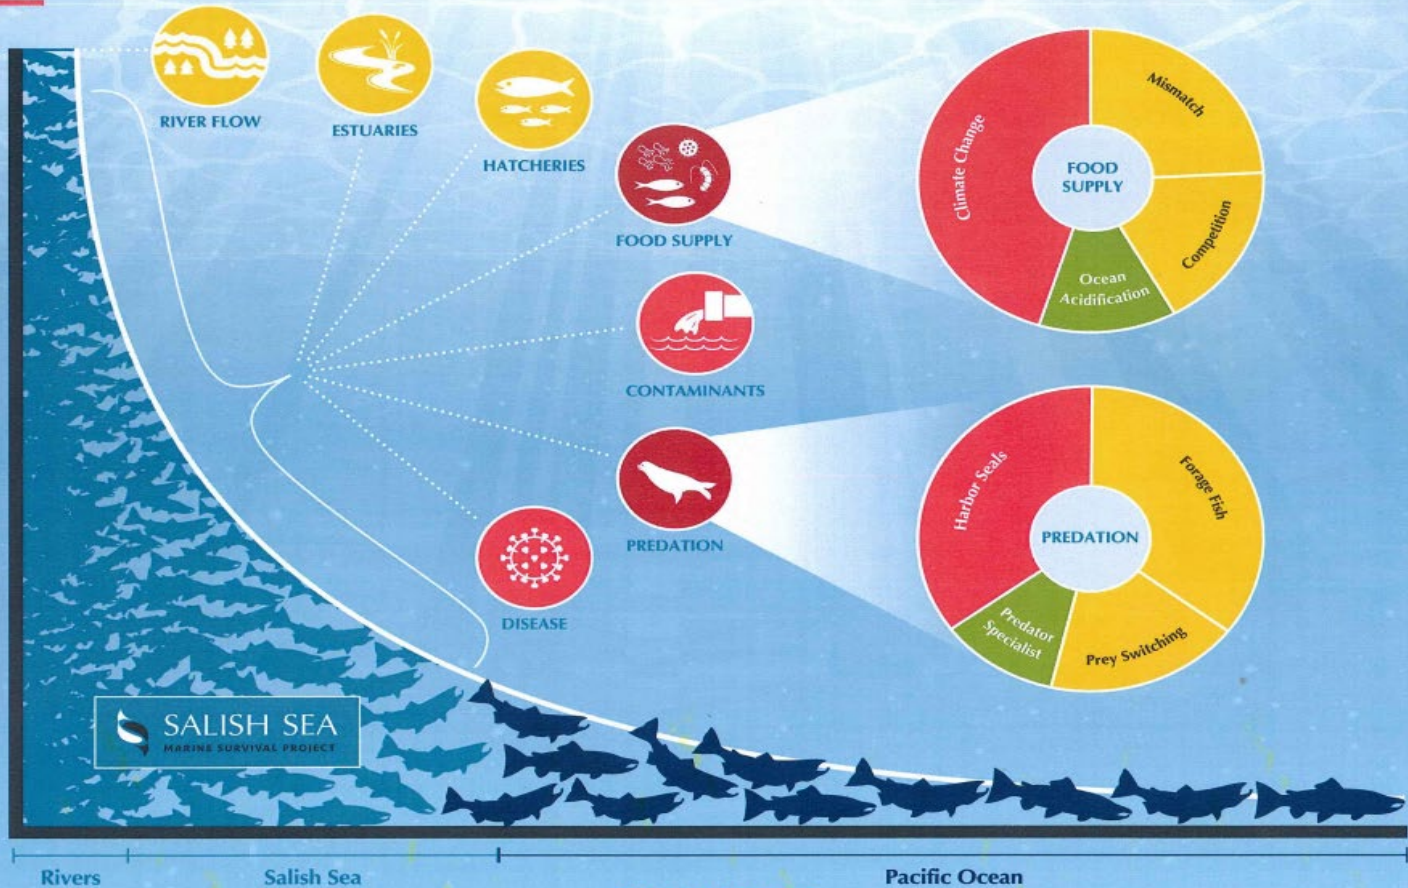 RIVER FLOW
ESTUARIES
HATCHERIES
FOOD SUPPLY
CONTAMINANTS
PREDATION
DISEASE
Climate Change
Mismatch
Competition
Ocean
Acidification
FOOD
SUPPLY
Harbor Seals
Forage Fish
Prey Switching
Predator
Specialist
PREDATION
SALISH SEA
MARINE SURVIVAL PROJECT
Rivers
Salish Sea
Pacific Ocean